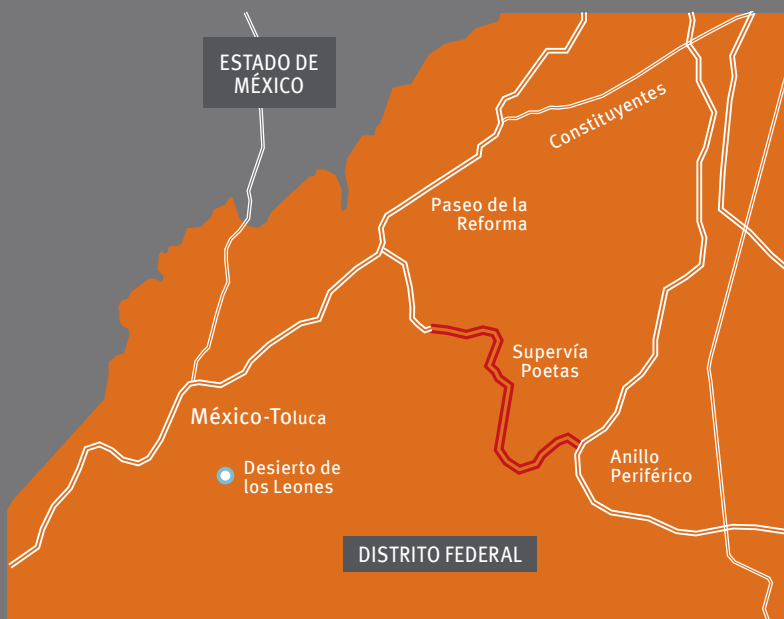 ESTADO DE
MÉXICO
Constituyentes
Paseo de la
Reforma
Supervía
Poetas
México-Toluca
Anillo
Periférico
Desierto de
los Leones
DISTRITO FEDERAL